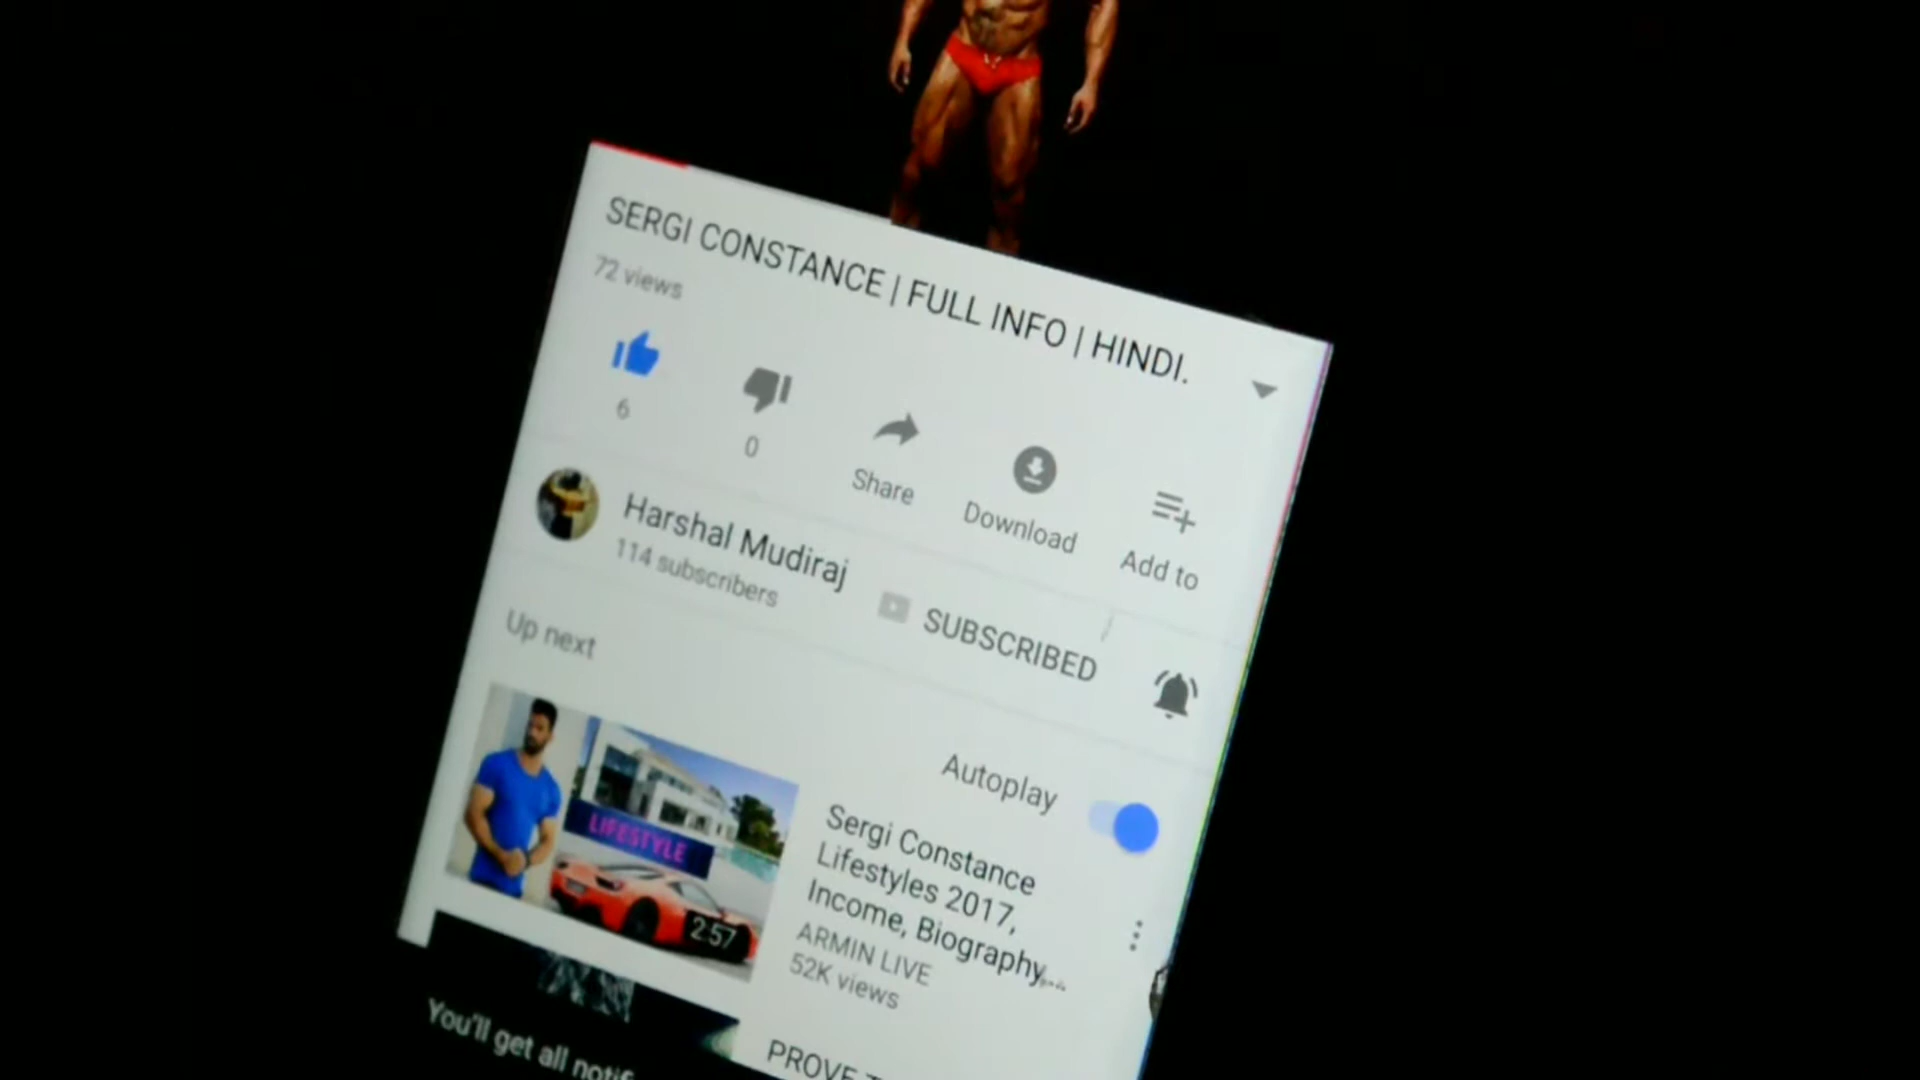 SERGI CONSTANCE | FULL INFO | HINDI.
72 views
6
0
Share
Download
Add to
Harshal Mudiraj
114 subscribers
SUBSCRIBED
Up next
Autoplay
LIFESTYLE
2:57
Sergi Constance
Lifestyles 2017,
Income, Biography,...
ARMIN LIVE
52K views
You'll get all
PROVE